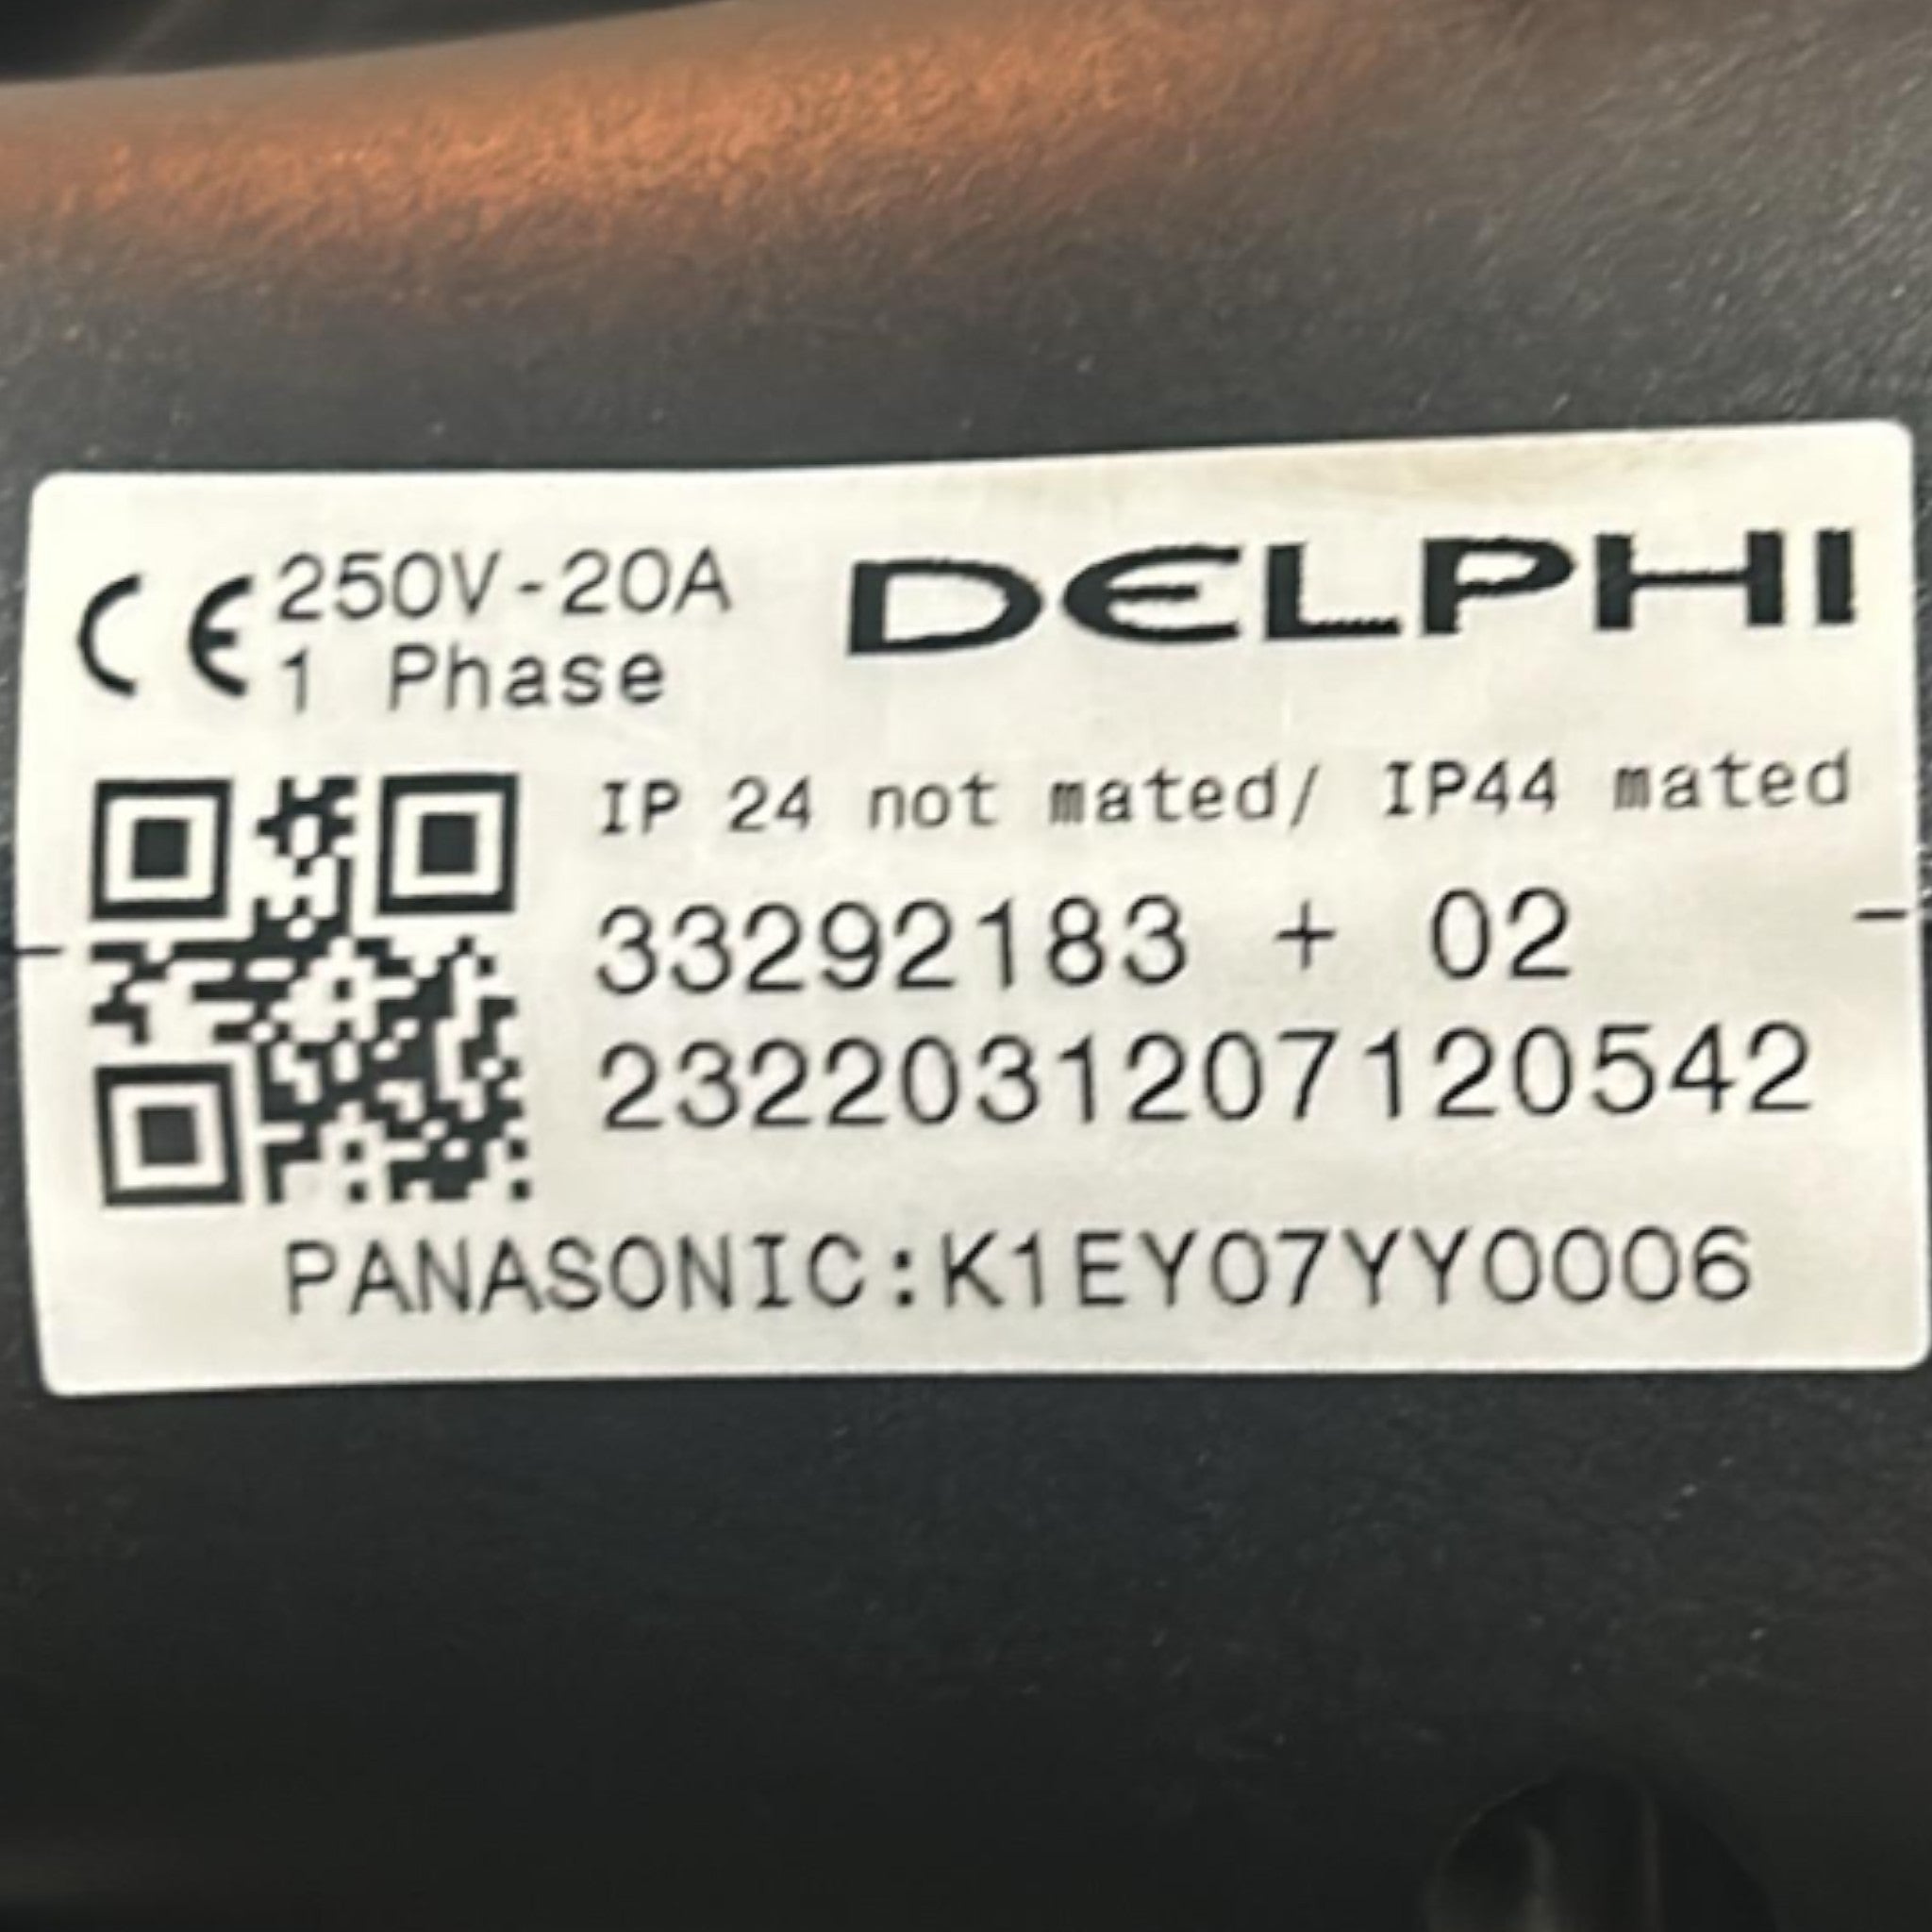 CE 250V-20A DELPHI
1 Phase
IP 24 not mated/ IP44 mated
33292183 + 02
2322031207120542
PANASONIC:K1EY07YY0006